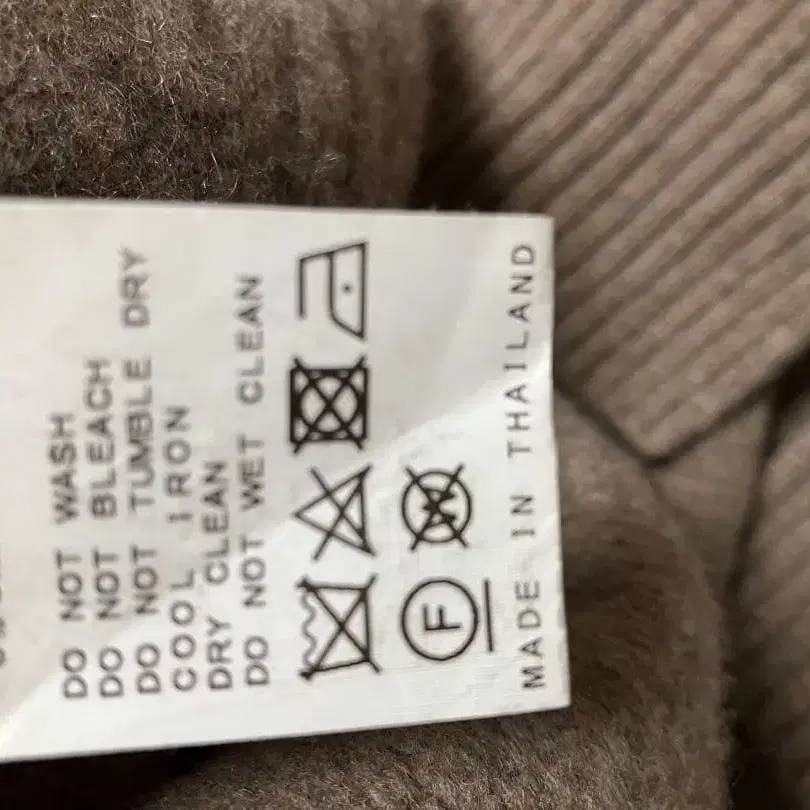 DO NOT WASH
DO NOT BLEACH
DO NOT TUMBLE DRY
COOL IRON
DRY CLEAN
DO NOT WET CLEAN
F W
MADE IN THAILAND